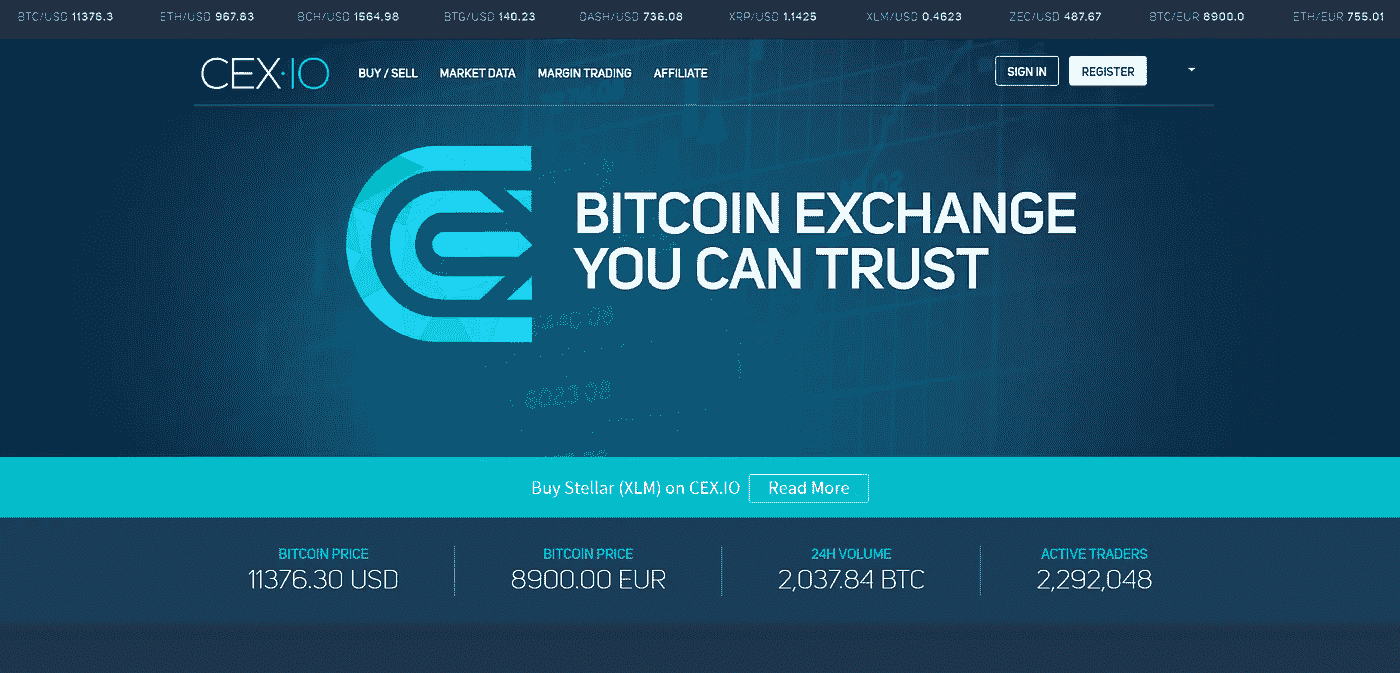 BTC/USD 11376.3 ETH/USD 967.83 BCH/USD 1564.98 BTG/USD 140.23 DASH/USD 736.08 XRP/USD 1.1425 XLM/USD 0.4623 ZEC/USD 487.67 BTC/EUR 8900.0 ETH/EUR 755.01
CEX·IO BUY / SELL MARKET DATA MARGIN TRADING AFFILIATE SIGN IN REGISTER
BITCOIN EXCHANGE
YOU CAN TRUST
6023 08
Buy Stellar (XLM) on CEX.IO Read More
BITCOIN PRICE BITCOIN PRICE 24H VOLUME ACTIVE TRADERS
11376.30 USD 8900.00 EUR 2,037.84 BTC 2,292,048